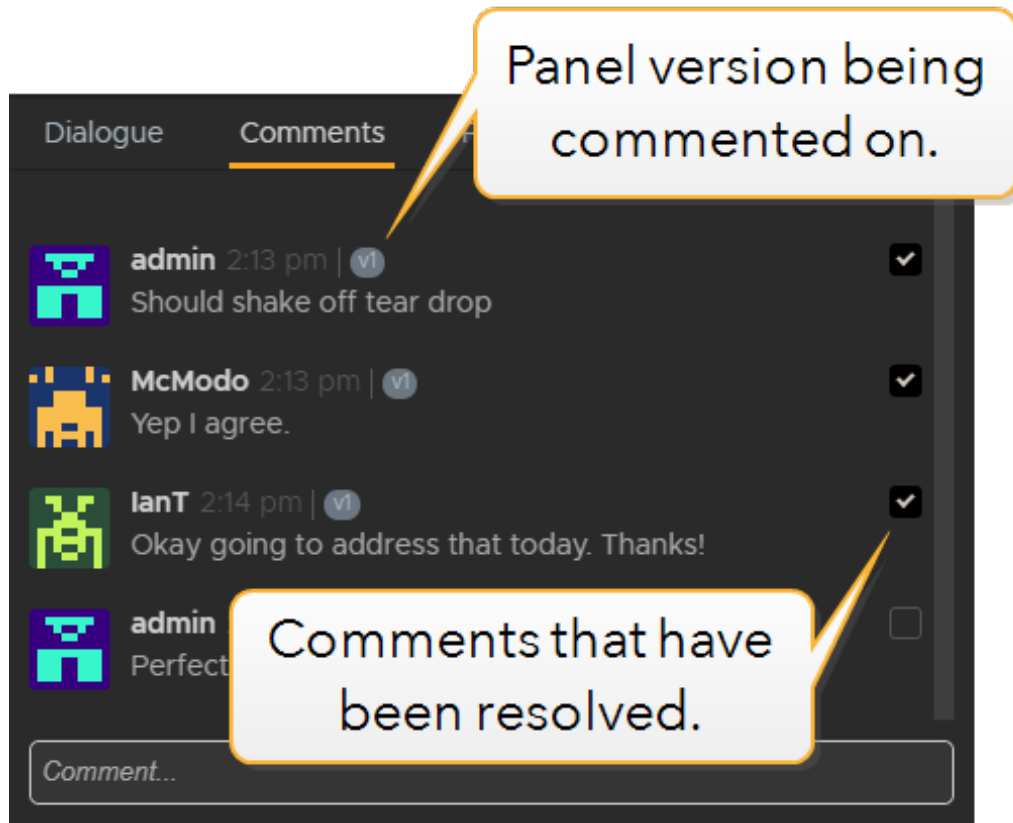 Panel version being
commented on.
Dialogue Comments
admin 2:13 pm | v1
Should shake off tear drop
McModo 2:13 pm | v1
Yep I agree.
IanT 2:14 pm | v1
Okay going to address that today. Thanks!
admin
Perfect
Comments that have
been resolved.
Comment...